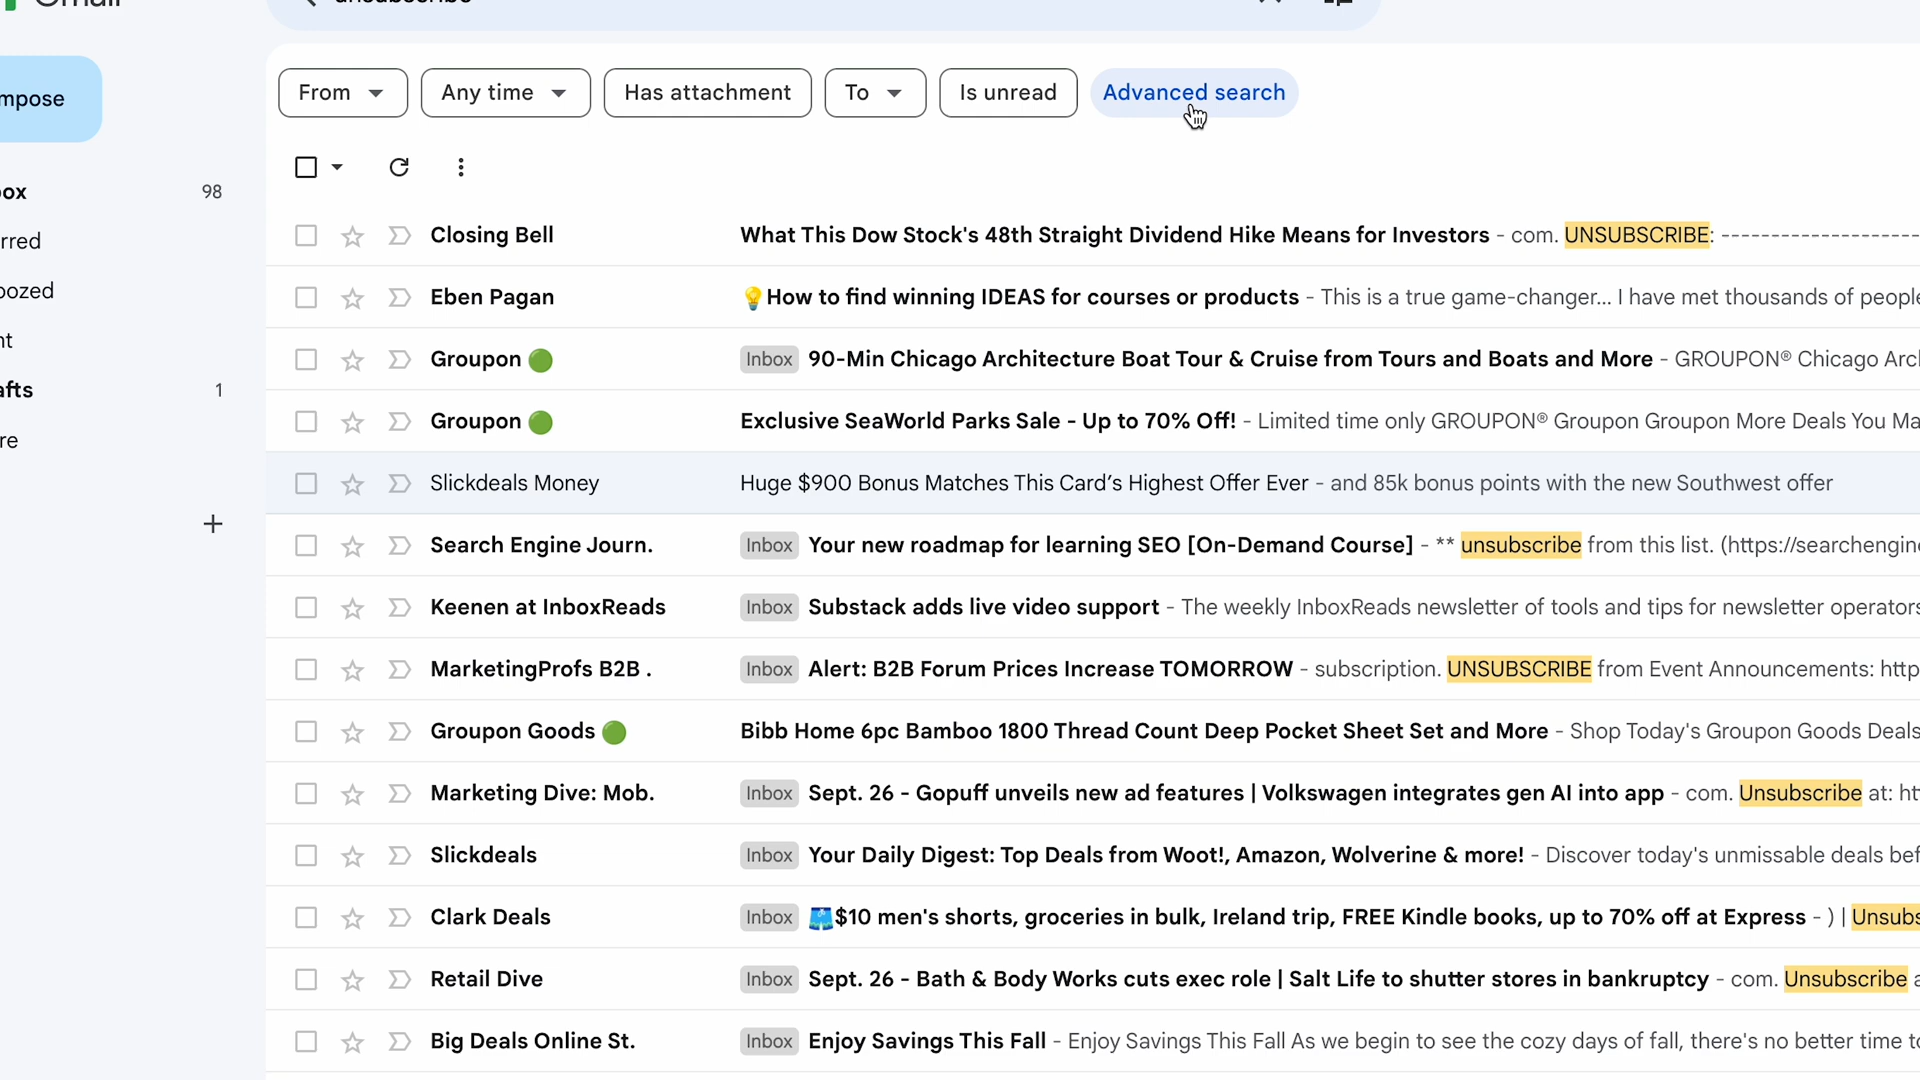 From Any time Has attachment To Is unread Advanced search
mpose
ox 98
Closing Bell What This Dow Stock's 48th Straight Dividend Hike Means for Investors - com. UNSUBSCRIBE: --------------------
rred
Eben Pagan 💡How to find winning IDEAS for courses or products - This is a true game-changer... I have met thousands of people
oozed
nt
Groupon 🟢 Inbox 90-Min Chicago Architecture Boat Tour & Cruise from Tours and Boats and More - GROUPON® Chicago Arc
afts 1
Groupon 🟢 Exclusive SeaWorld Parks Sale - Up to 70% Off! - Limited time only GROUPON® Groupon Groupon More Deals You Ma
re
Slickdeals Money Huge $900 Bonus Matches This Card's Highest Offer Ever - and 85k bonus points with the new Southwest offer
Search Engine Journ. Inbox Your new roadmap for learning SEO [On-Demand Course] - ** unsubscribe from this list. (https://searchengin
Keenen at InboxReads Inbox Substack adds live video support - The weekly InboxReads newsletter of tools and tips for newsletter operators
MarketingProfs B2B . Inbox Alert: B2B Forum Prices Increase TOMORROW - subscription. UNSUBSCRIBE from Event Announcements: http
Groupon Goods 🟢 Bibb Home 6pc Bamboo 1800 Thread Count Deep Pocket Sheet Set and More - Shop Today's Groupon Goods Deals
Marketing Dive: Mob. Inbox Sept. 26 - Gopuff unveils new ad features | Volkswagen integrates gen AI into app - com. Unsubscribe at: ht
Slickdeals Inbox Your Daily Digest: Top Deals from Woot!, Amazon, Wolverine & more! - Discover today's unmissable deals bef
Clark Deals Inbox 🩳$10 men's shorts, groceries in bulk, Ireland trip, FREE Kindle books, up to 70% off at Express - ) | Unsubs
Retail Dive Inbox Sept. 26 - Bath & Body Works cuts exec role | Salt Life to shutter stores in bankruptcy - com. Unsubscribe a
Big Deals Online St. Inbox Enjoy Savings This Fall - Enjoy Savings This Fall As we begin to see the cozy days of fall, there's no better time to